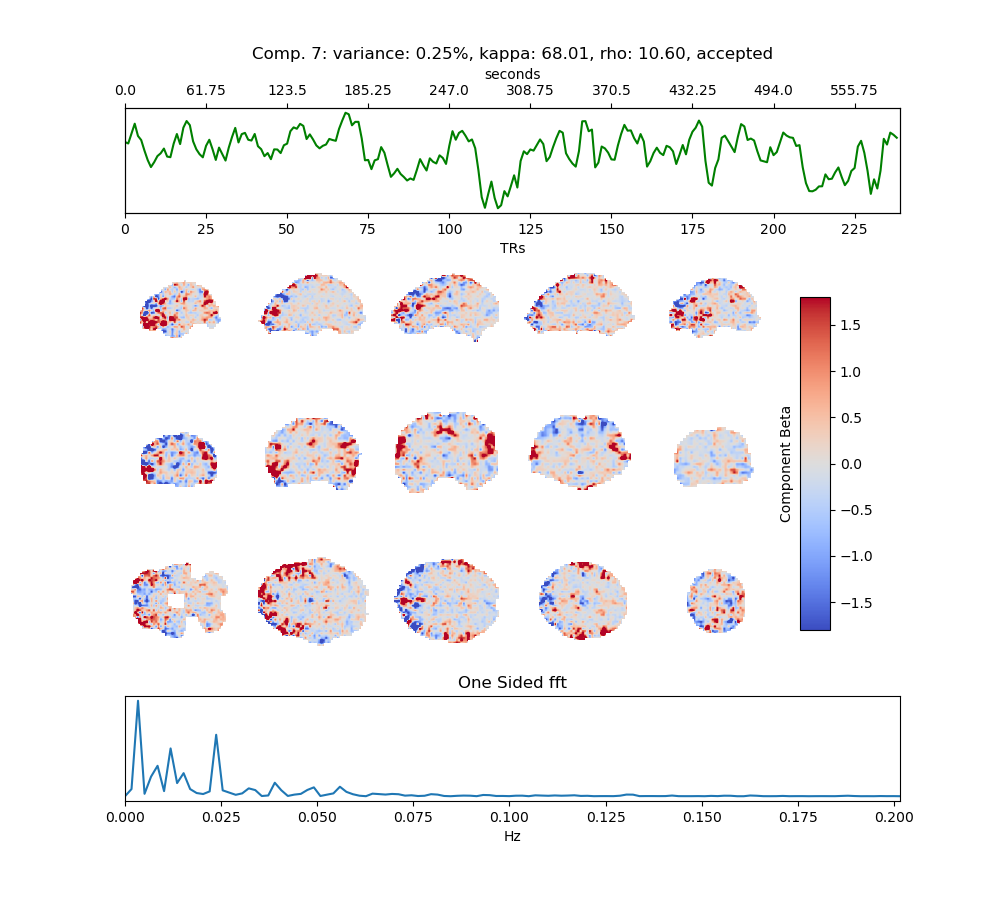 Comp. 7: variance: 0.25%, kappa: 68.01, rho: 10.60, accepted
seconds
0.0 61.75 123.5 185.25 247.0 308.75 370.5 432.25 494.0 555.75
0 25 50 75 100 125 150 175 200 225
TRs
1.5
1.0
0.5
0.0
−0.5
−1.0
−1.5
Component Beta
One Sided fft
0.000 0.025 0.050 0.075 0.100 0.125 0.150 0.175 0.200
Hz